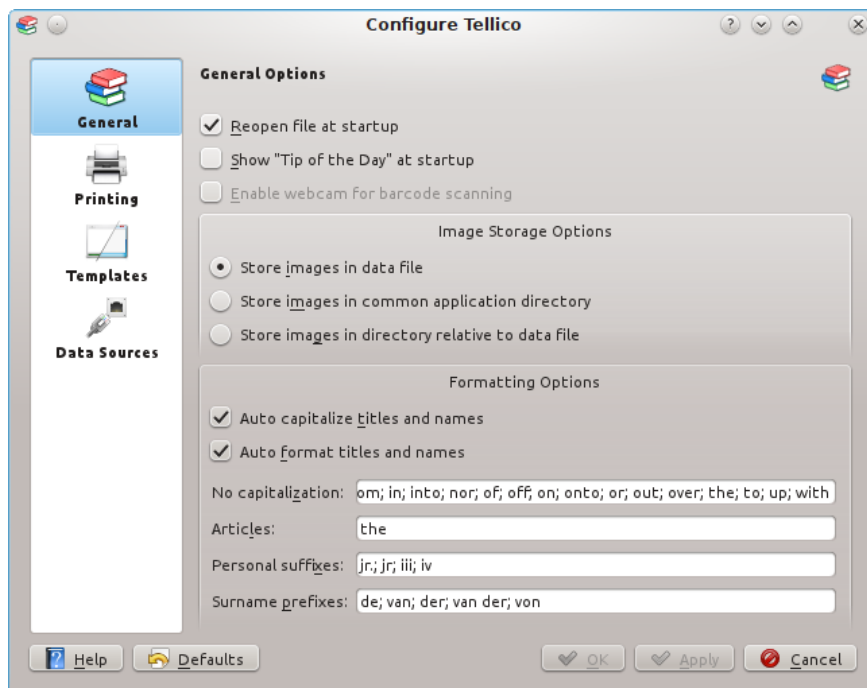 Configure Tellico
General
Printing
Templates
Data Sources
General Options
Reopen file at startup
Show "Tip of the Day" at startup
Enable webcam for barcode scanning
Image Storage Options
Store images in data file
Store images in common application directory
Store images in directory relative to data file
Formatting Options
Auto capitalize titles and names
Auto format titles and names
No capitalization: om; in; into; nor; of; off; on; onto; or; out; over; the; to; up; with
Articles: the
Personal suffixes: jr.; jr; iii; iv
Surname prefixes: de; van; der; van der; von
Help Defaults OK Apply Cancel